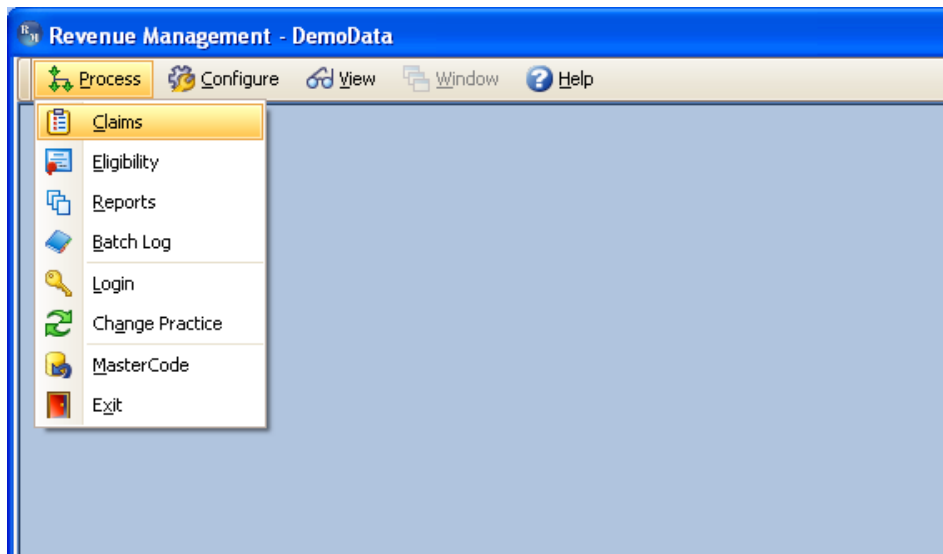 Revenue Management - DemoData
Process Configure View Window Help
Claims
Eligibility
Reports
Batch Log
Login
Change Practice
MasterCode
Exit